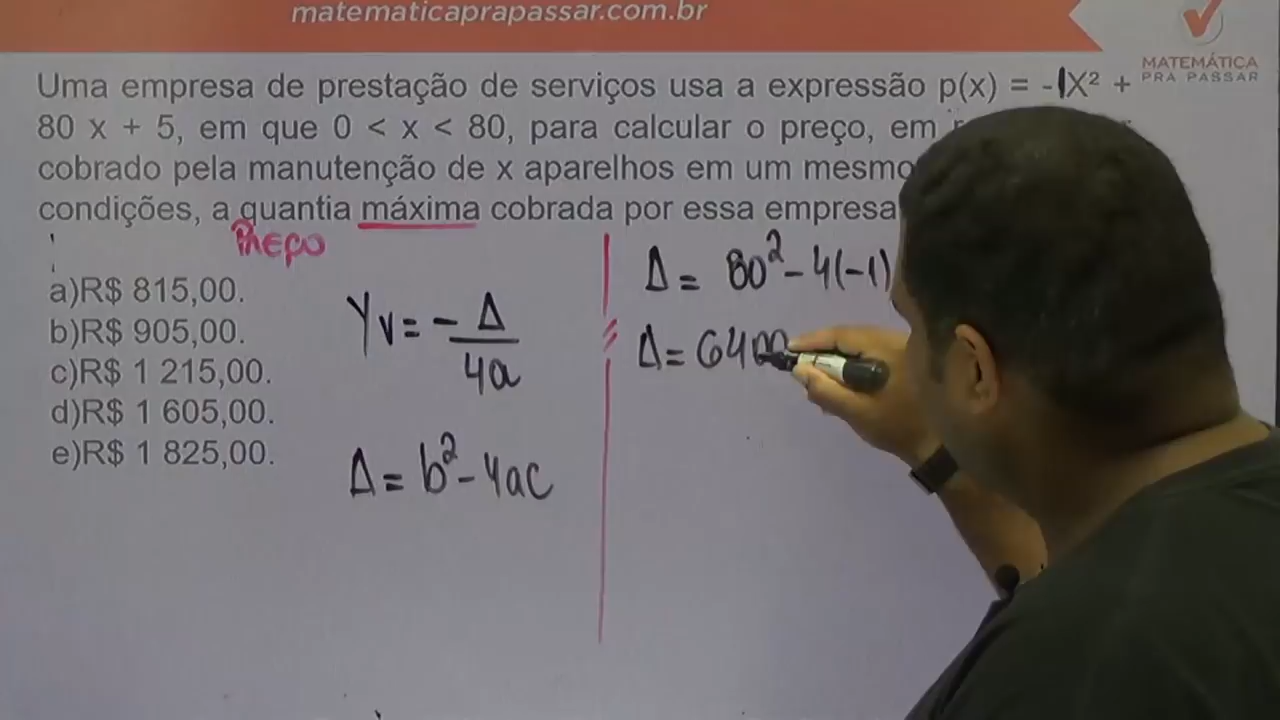 matematicaprapassar.com.br
MATEMÁTICA
PRA PASSAR
Uma empresa de prestação de serviços usa a expressão p(x) = -1X² +
80 x + 5, em que 0 < x < 80, para calcular o preço, em
cobrado pela manutenção de x aparelhos em um mesmo
condições, a quantia máxima cobrada por essa empresa
Preço
a)R$ 815,00.
b)R$ 905,00.
c)R$ 1 215,00.
d)R$ 1 605,00.
e)R$ 1 825,00.
Yv = - Δ / 4a
Δ = b² - 4ac
Δ = 80² - 4(-1)
Δ = 6400